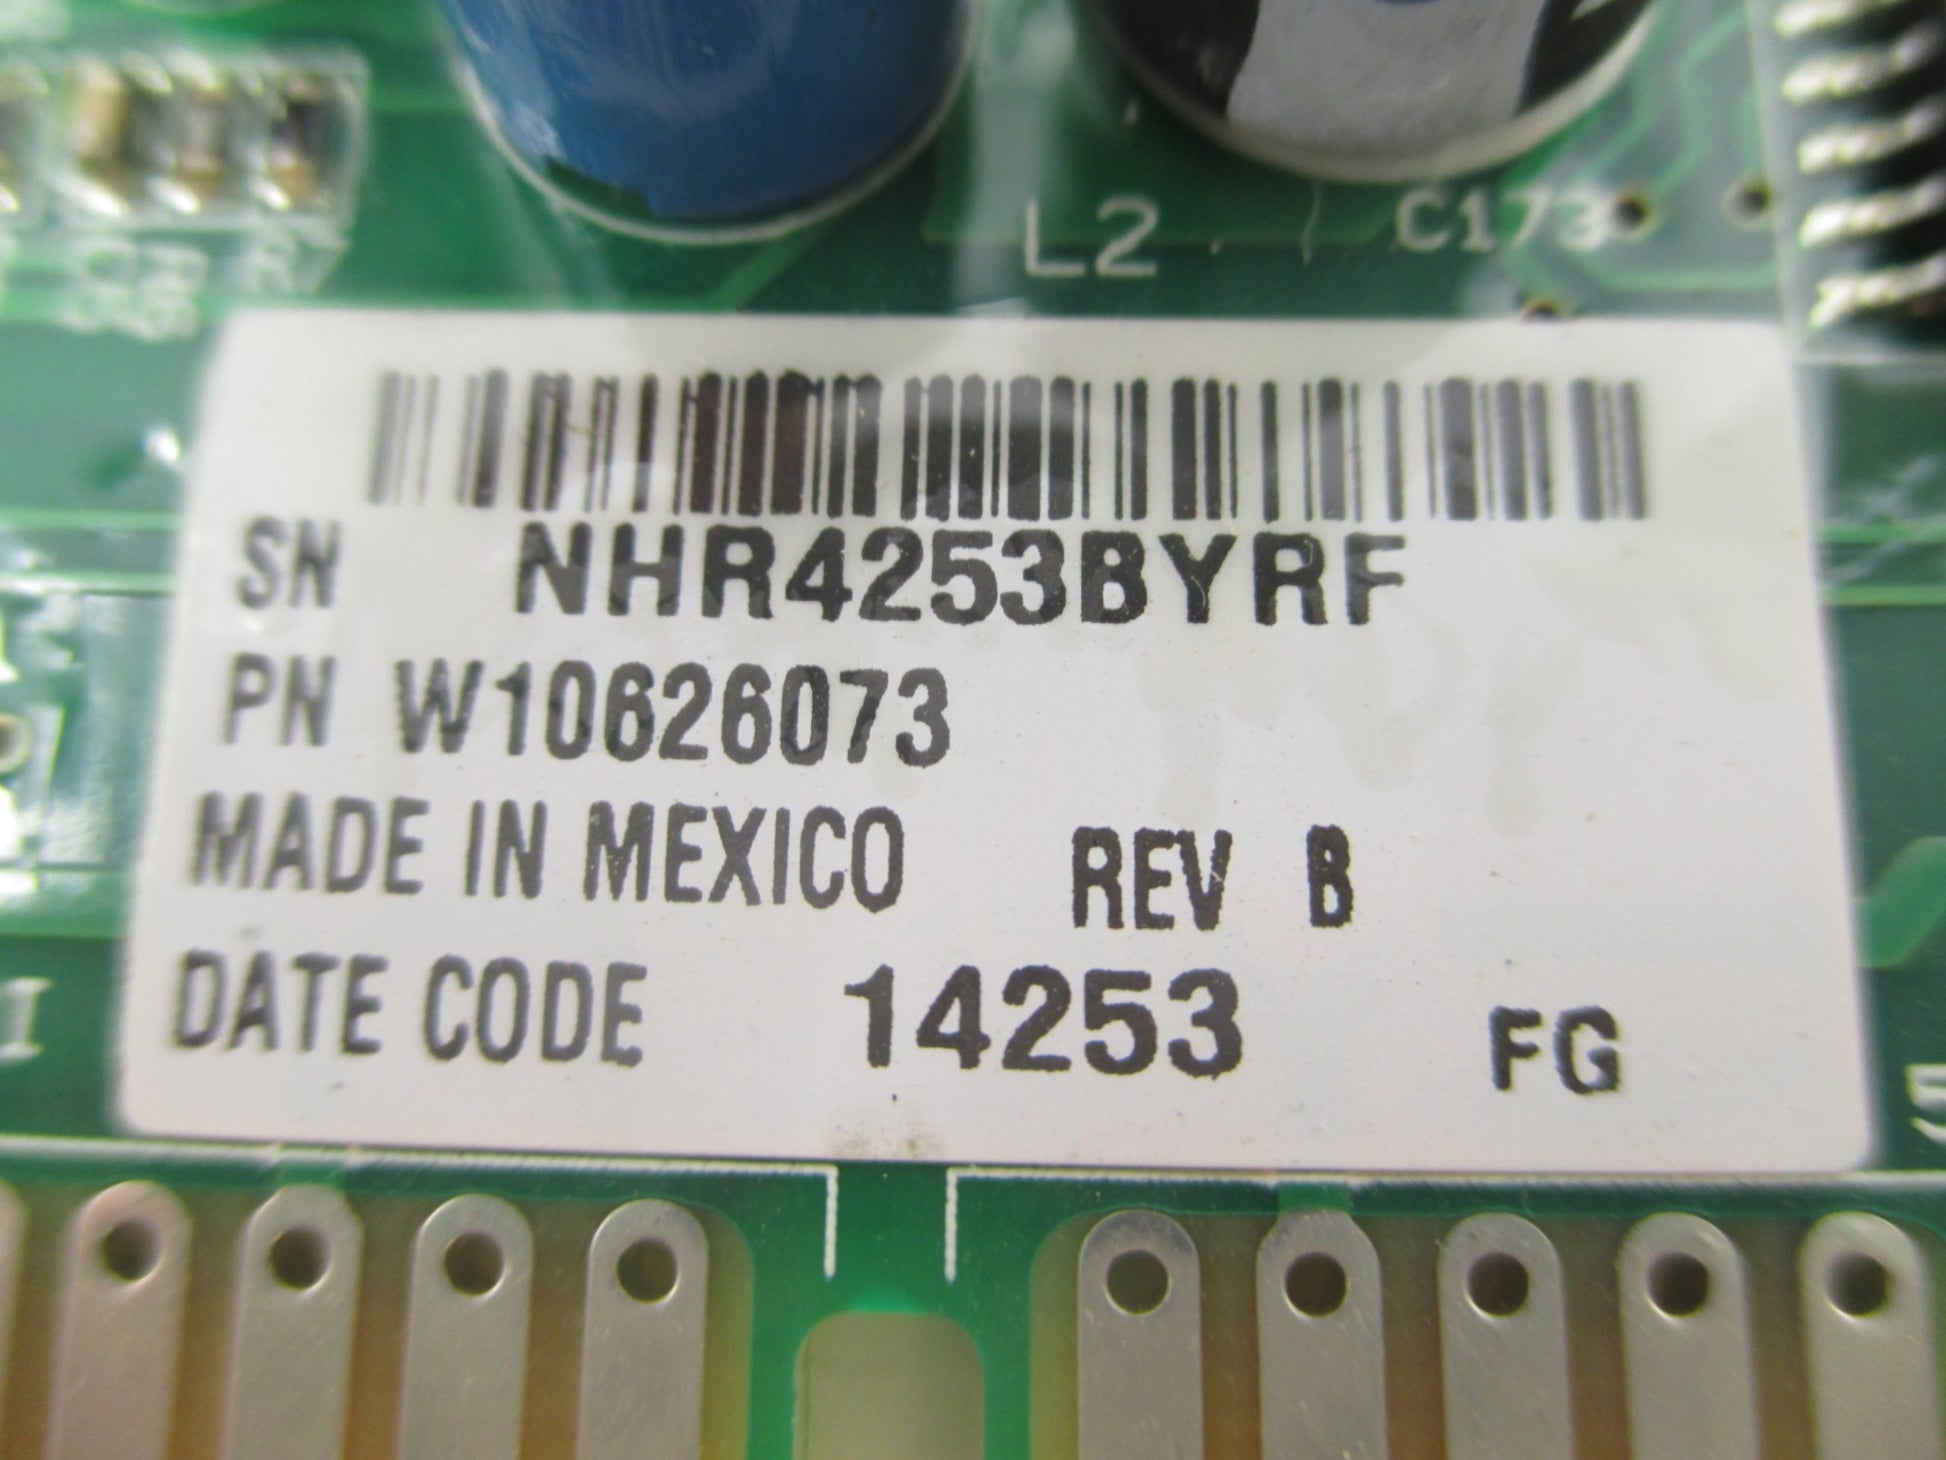 L2
C173
SN NHR4253BYRF
PN W10626073
MADE IN MEXICO REV B
DATE CODE 14253 FG